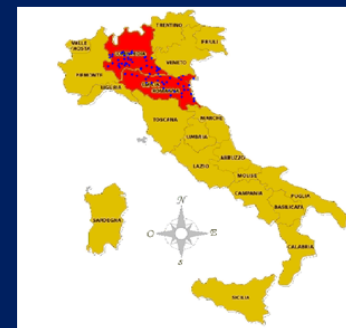 TRENTINO
FRIULI
VALLE
AOSTA
VENETO
PIEMONTE
LIGURIA
TOSCANA
MARCHE
UMBRIA
LAZIO
ABRUZZO
MOLISE
CAMPANIA
PUGLIA
BASILICATA
SARDEGNA
CALABRIA
SICILIA
N
O
E
S